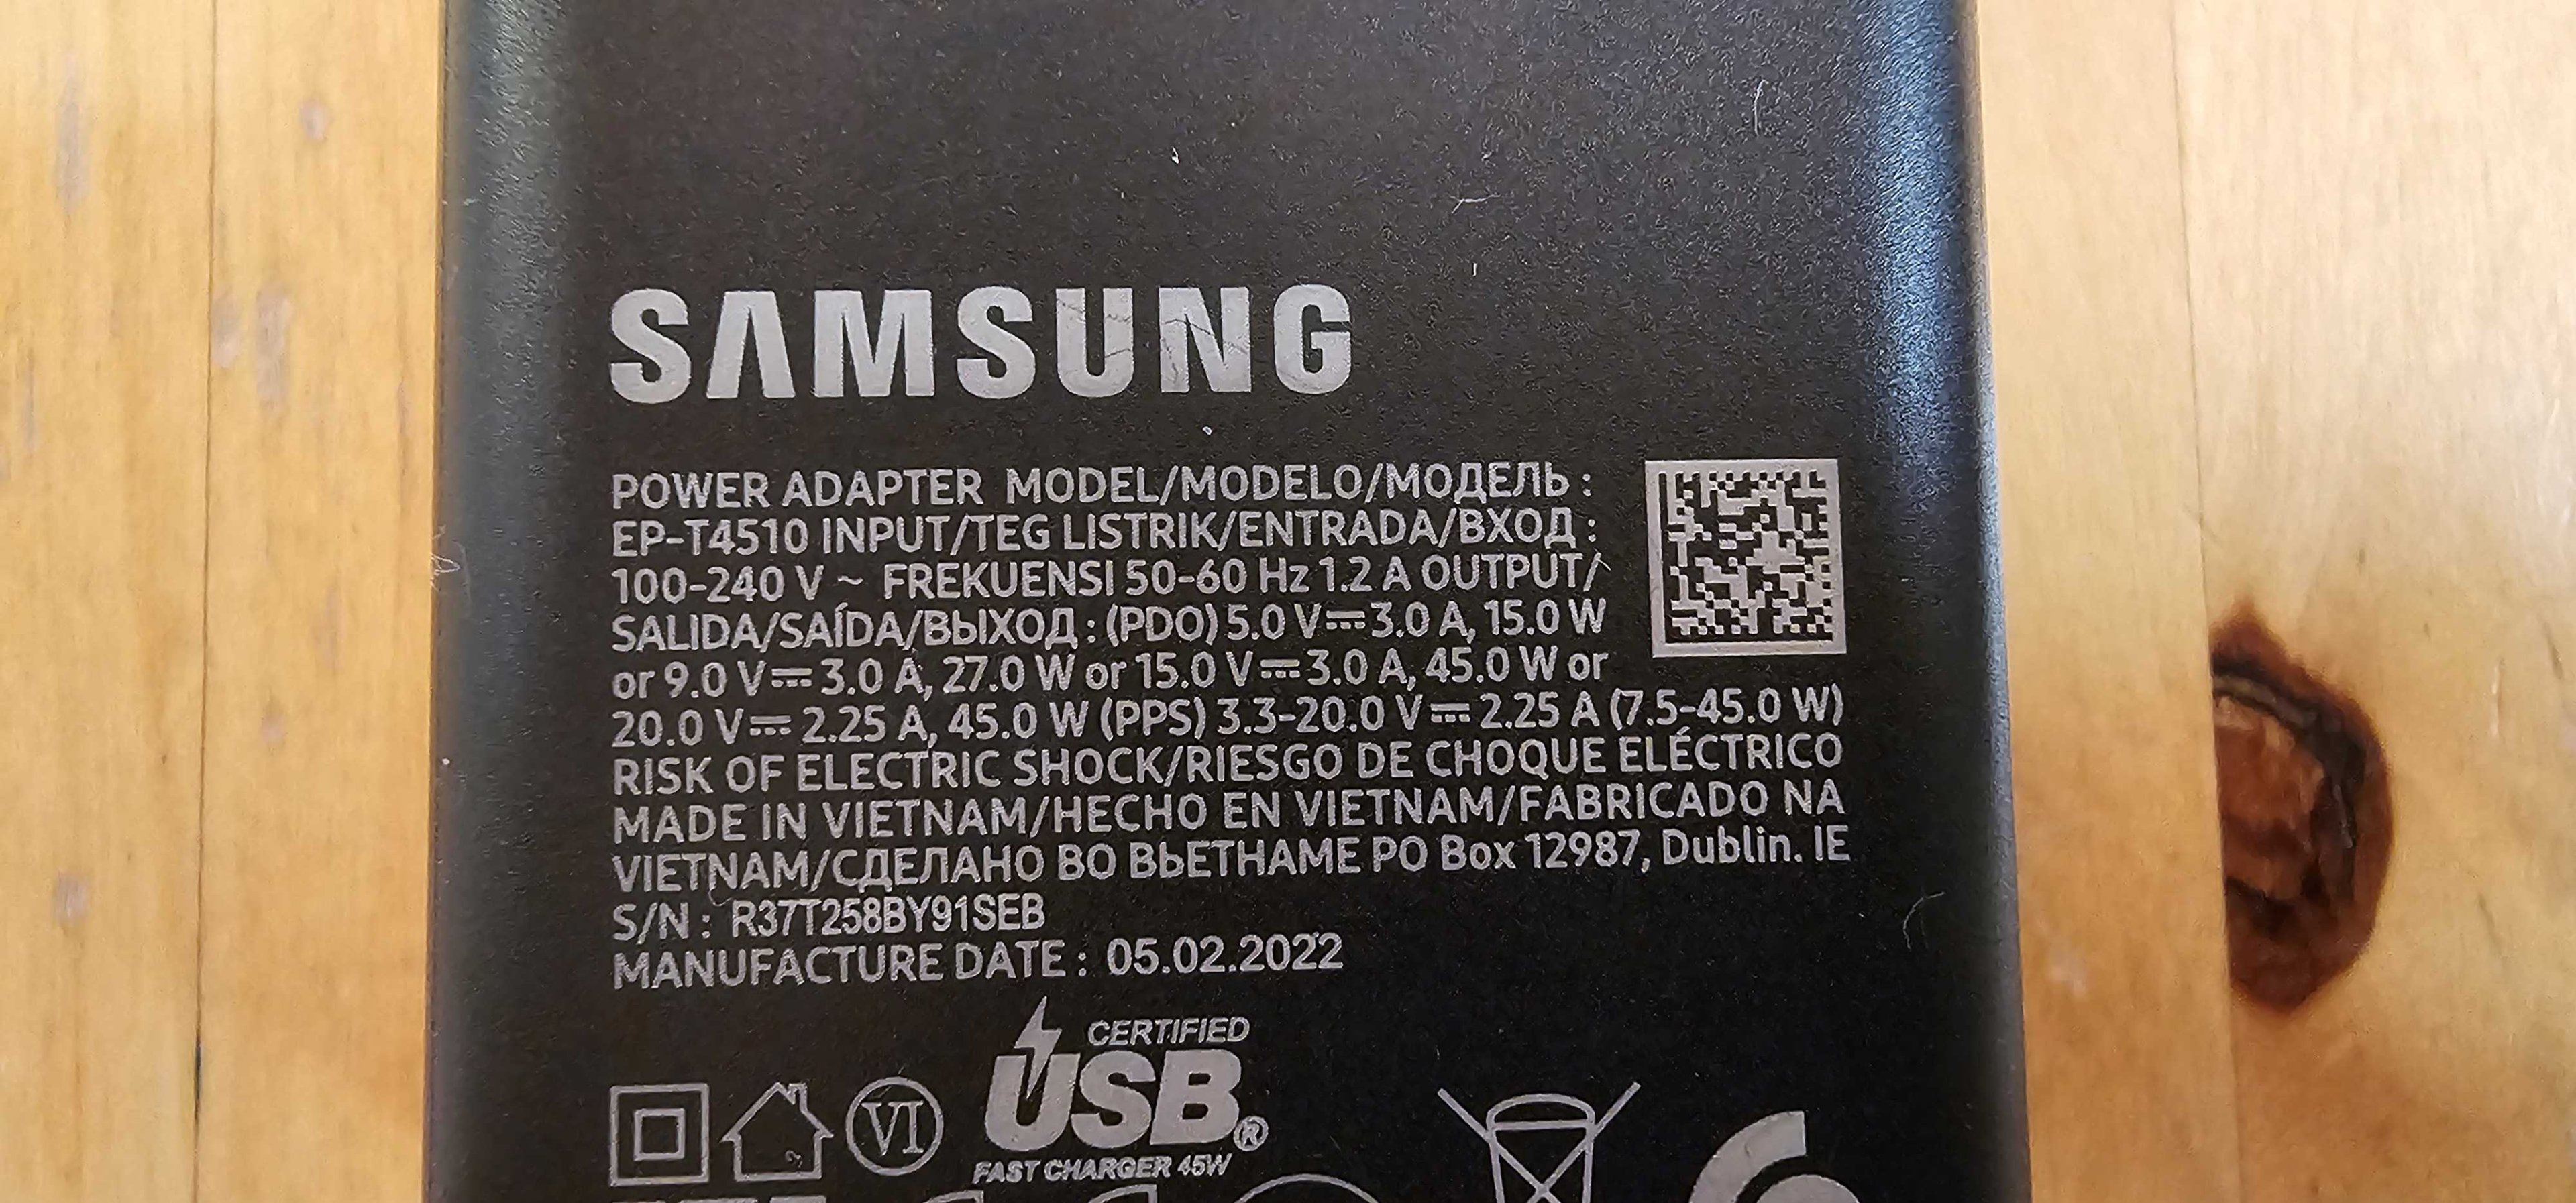 SAMSUNG
POWER ADAPTER MODEL/MODELO/МОДЕЛЬ :
EP-T4510 INPUT/TEG LISTRIK/ENTRADA/ВХОД :
100-240 V ~ FREKUENSI 50-60 Hz 1.2 A OUTPUT/
SALIDA/SAÍDA/ВЫХОД : (PDO) 5.0 V⎓3.0 A, 15.0 W
or 9.0 V⎓3.0 A, 27.0 W or 15.0 V⎓3.0 A, 45.0 W or
20.0 V⎓ 2.25 A, 45.0 W (PPS) 3.3-20.0 V⎓ 2.25 A (7.5-45.0 W)
RISK OF ELECTRIC SHOCK/RIESGO DE CHOQUE ELÉCTRICO
MADE IN VIETNAM/HECHO EN VIETNAM/FABRICADO NA
VIETNAM/СДЕЛАНО ВО ВЬЕТНАМЕ PO Box 12987, Dublin. IE
S/N : R37T258BY91SEB
MANUFACTURE DATE : 05.02.2022
CERTIFIED
USB®
FAST CHARGER 45W
VI